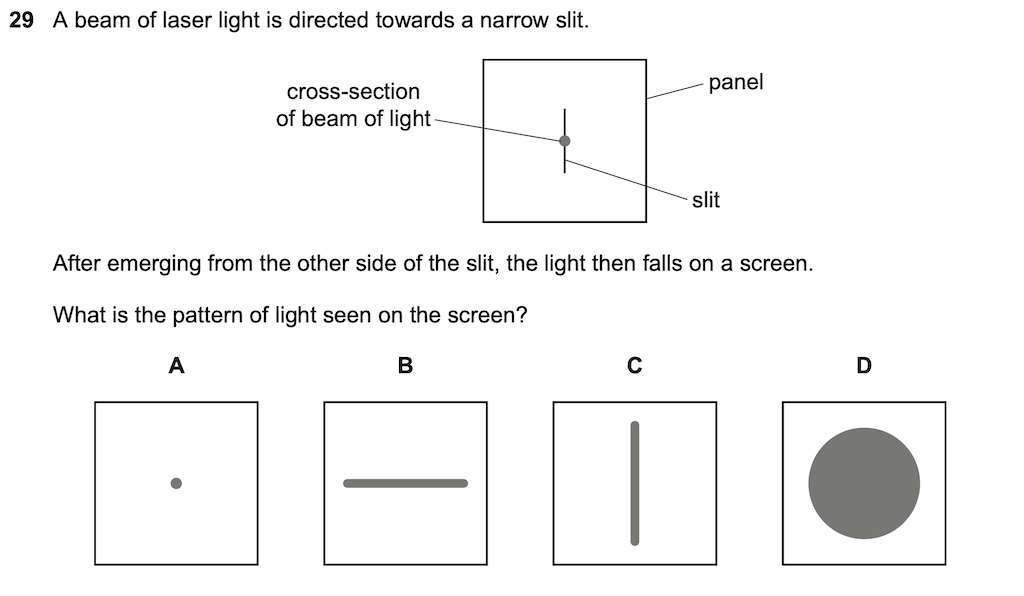 29 A beam of laser light is directed towards a narrow slit.
cross-section
of beam of light
panel
slit
After emerging from the other side of the slit, the light then falls on a screen.
What is the pattern of light seen on the screen?
A B C D